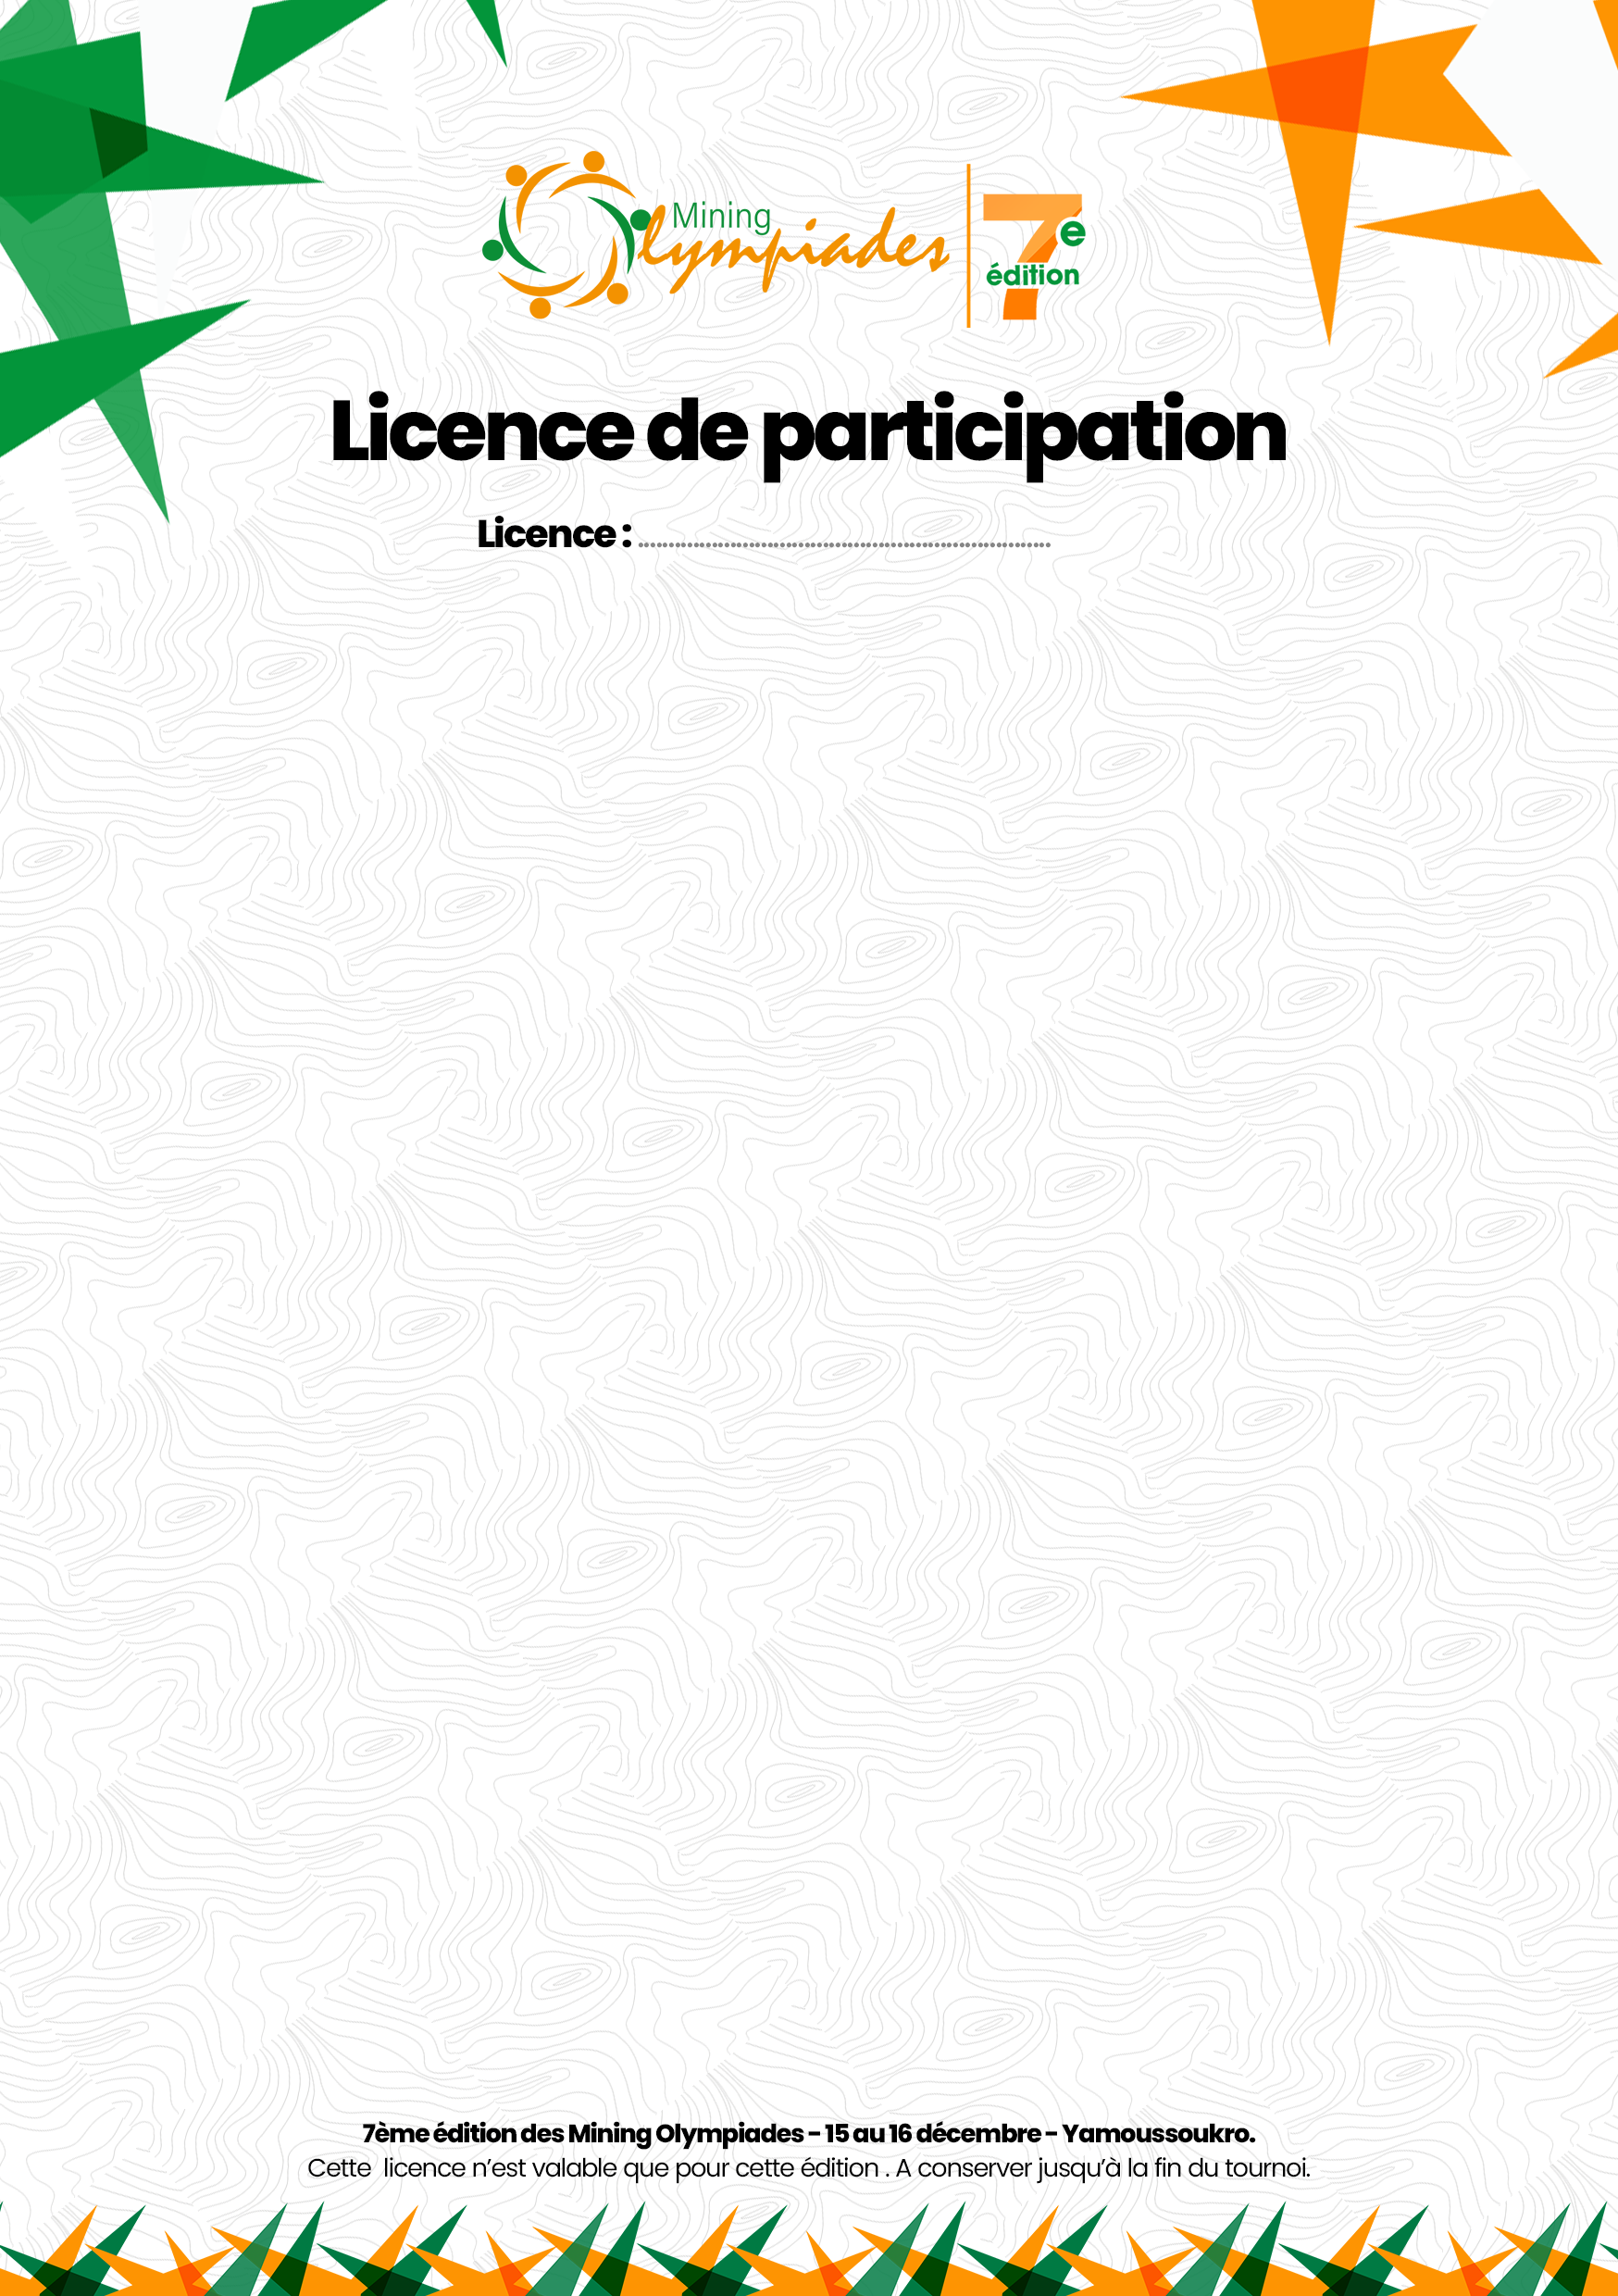 Mining
Olympiades
7e
édition
Licence de participation
Licence : ......................................................................
7ème édition des Mining Olympiades - 15 au 16 décembre - Yamoussoukro.
Cette  licence n’est valable que pour cette édition . A conserver jusqu’à la fin du tournoi.